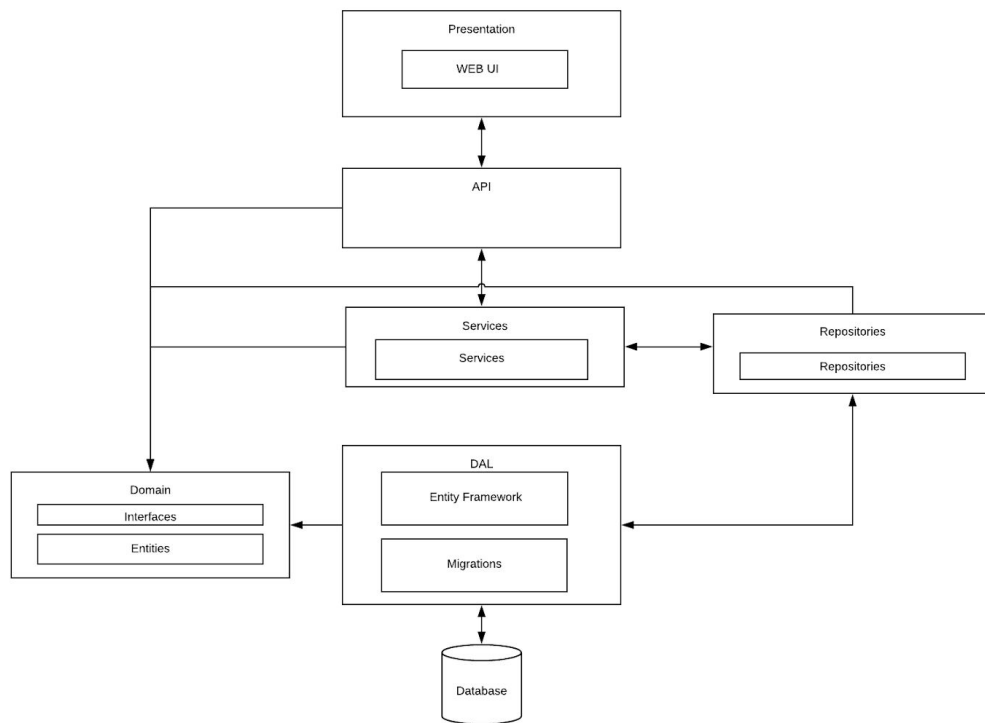 Presentation
WEB UI
API
Services
Services
Repositories
Repositories
Domain
Interfaces
Entities
DAL
Entity Framework
Migrations
Database